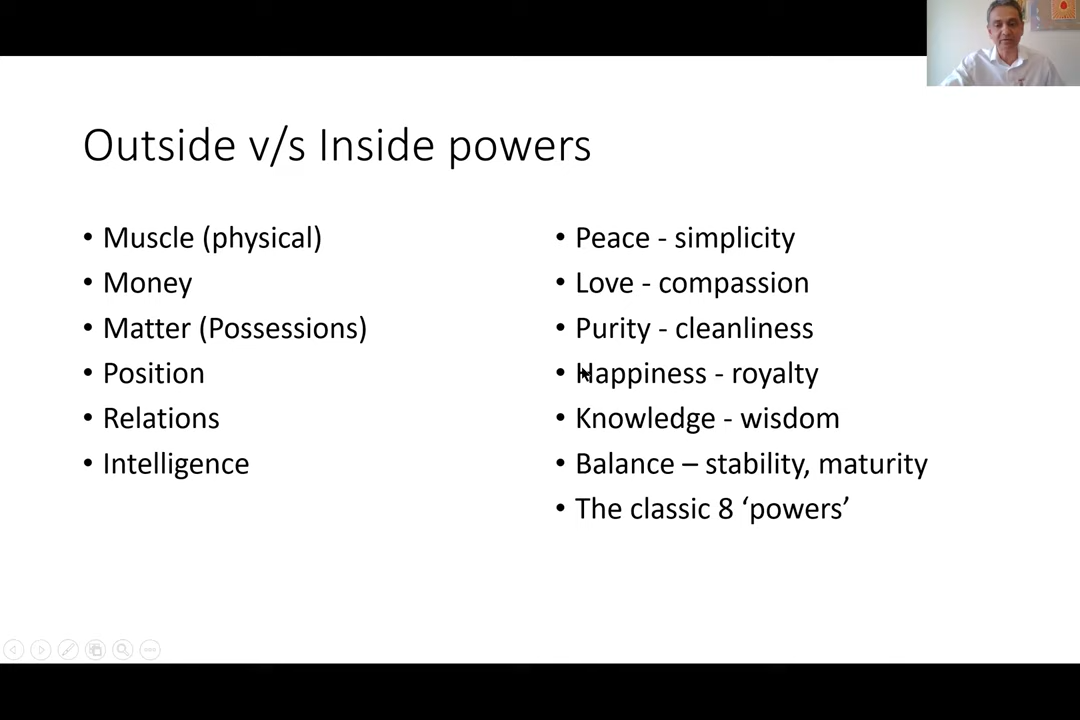 Outside v/s Inside powers
• Muscle (physical)
• Money
• Matter (Possessions)
• Position
• Relations
• Intelligence
• Peace - simplicity
• Love - compassion
• Purity - cleanliness
• Happiness - royalty
• Knowledge - wisdom
• Balance – stability, maturity
• The classic 8 ‘powers’